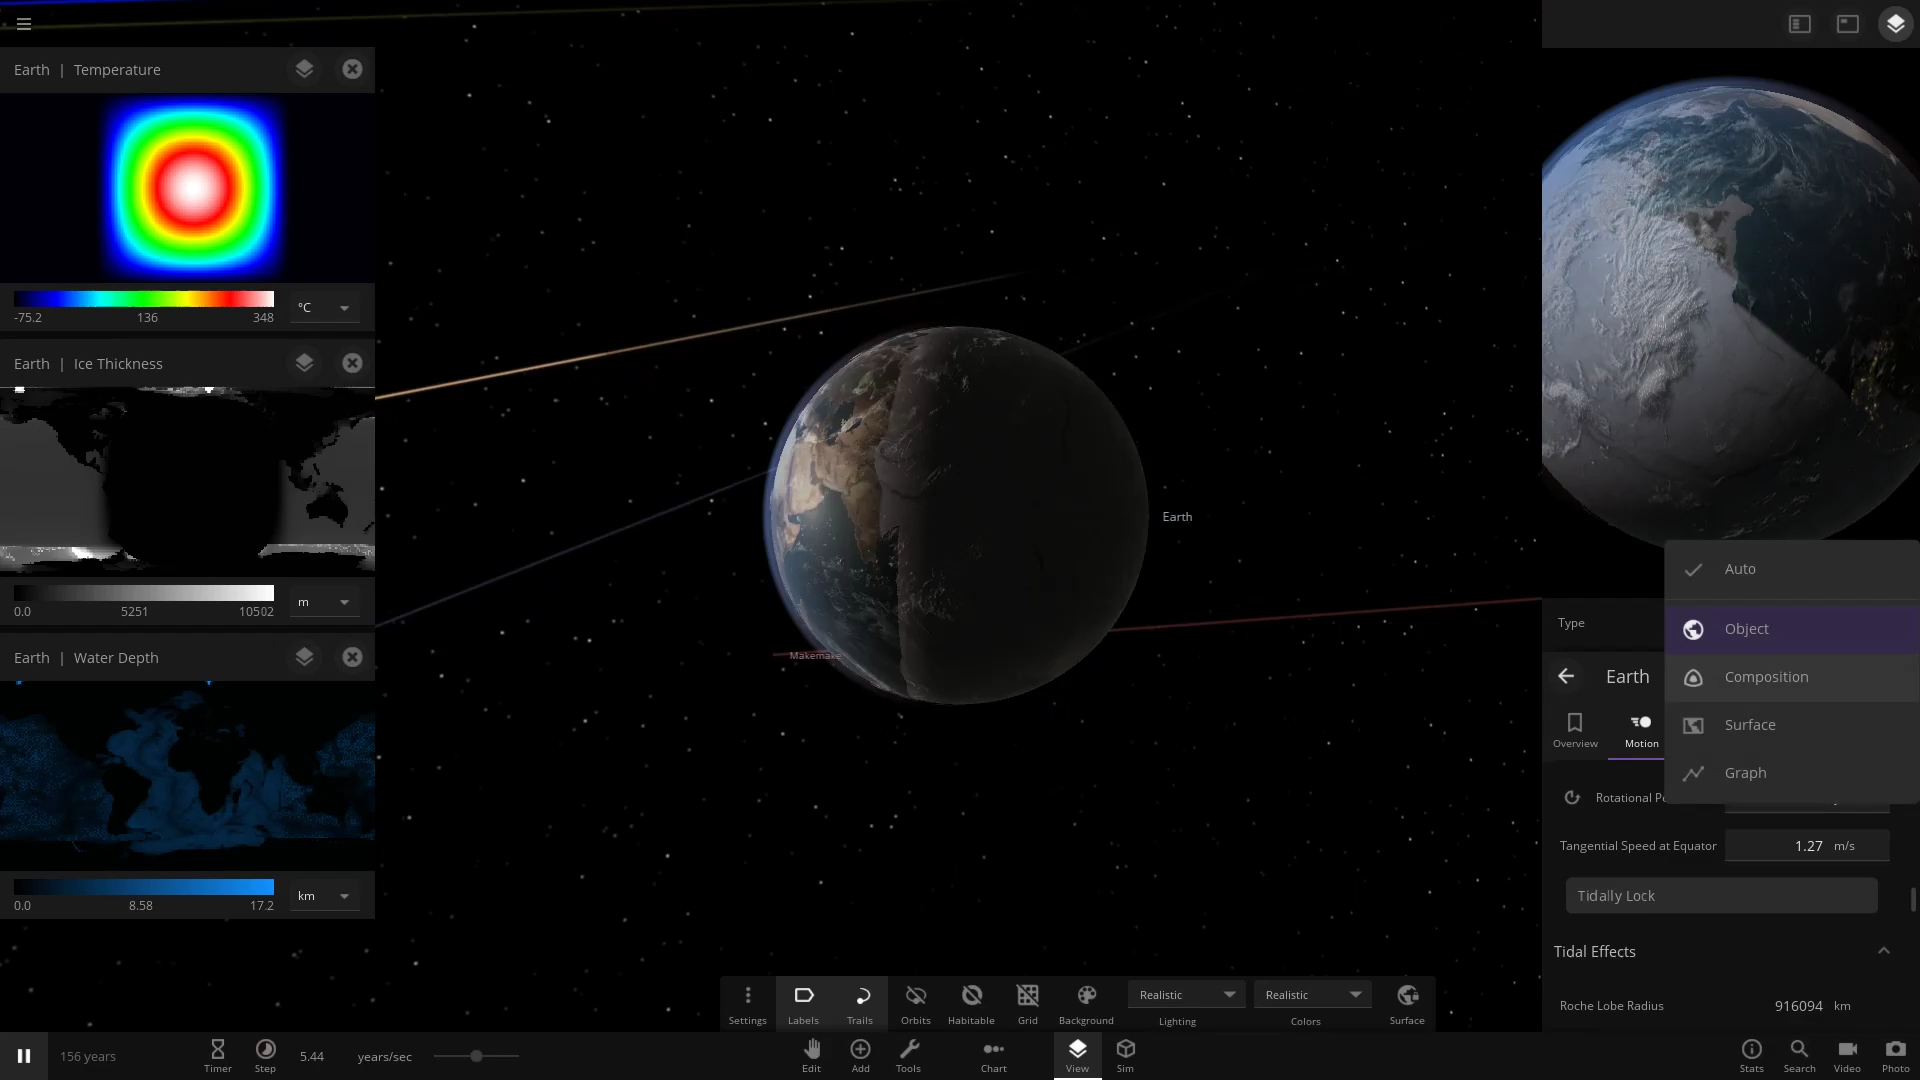 Earth | Temperature
-75.2 136 348
°C
Earth | Ice Thickness
0.0 5251 10502
m
Earth | Water Depth
0.0 8.58 17.2
km
Earth
Makemake
Type
Auto
Object
Composition
Surface
Graph
Earth
Overview Motion
Rotational
Tangential Speed at Equator 1.27 m/s
Tidally Lock
Tidal Effects
Roche Lobe Radius 916094 km
Realistic Realistic
Settings Labels Trails Orbits Habitable Grid Background Lighting Colors Surface
156 years
Timer Step
5.44 years/sec
Edit Add Tools Chart View Sim
Stats Search Video Photo